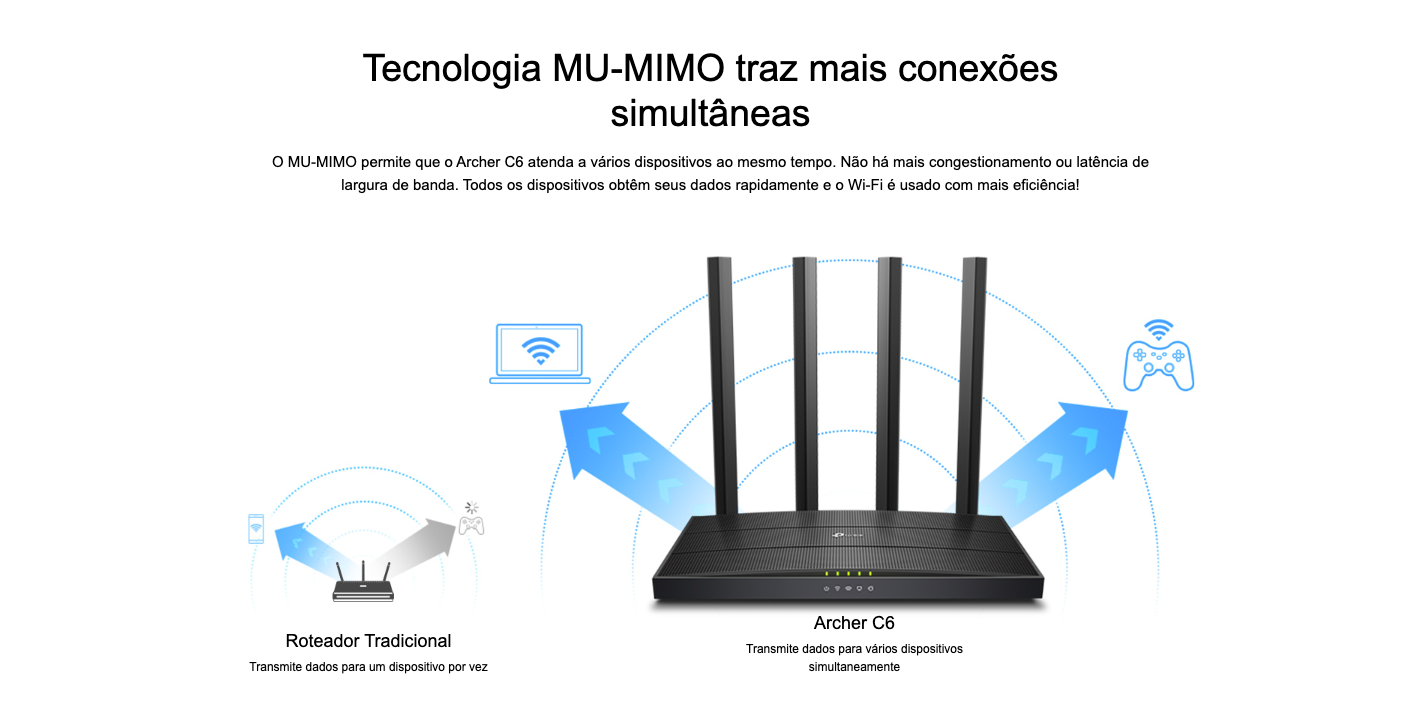 Tecnologia MU-MIMO traz mais conexões
simultâneas
O MU-MIMO permite que o Archer C6 atenda a vários dispositivos ao mesmo tempo. Não há mais congestionamento ou latência de
largura de banda. Todos os dispositivos obtêm seus dados rapidamente e o Wi-Fi é usado com mais eficiência!
Roteador Tradicional
Transmite dados para um dispositivo por vez
Archer C6
Transmite dados para vários dispositivos
simultaneamente